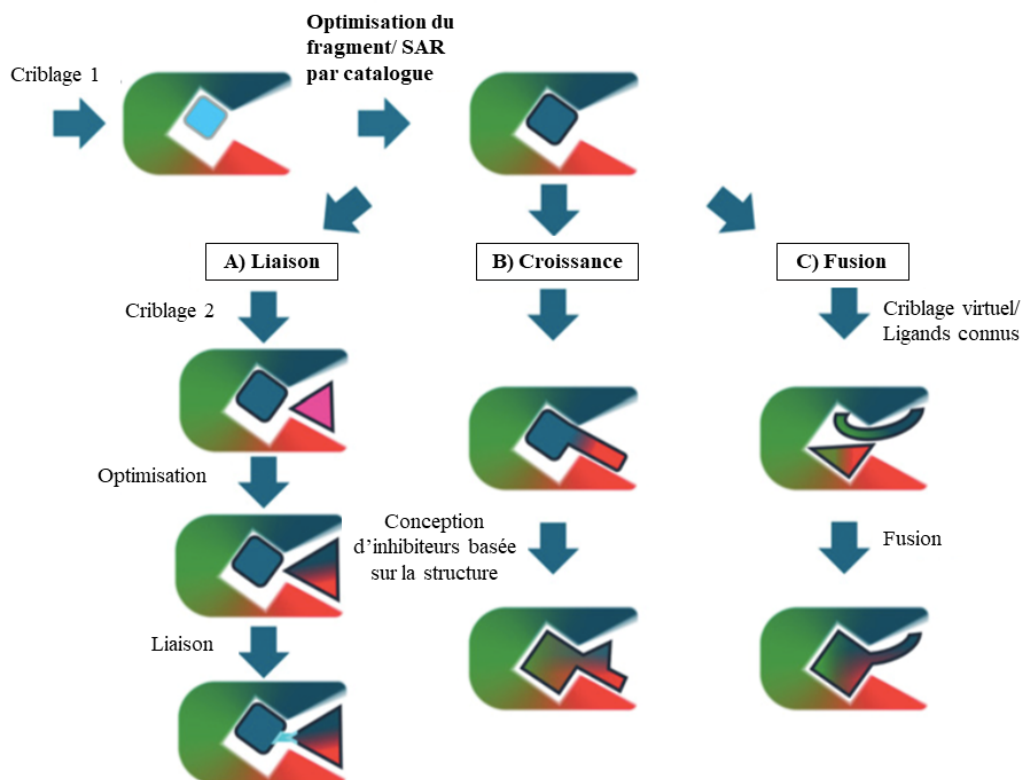 Optimisation du
fragment/ SAR
par catalogue
Criblage 1
A) Liaison
B) Croissance
C) Fusion
Criblage 2
Criblage virtuel/
Ligands connus
Optimisation
Conception
d’inhibiteurs basée
sur la structure
Fusion
Liaison